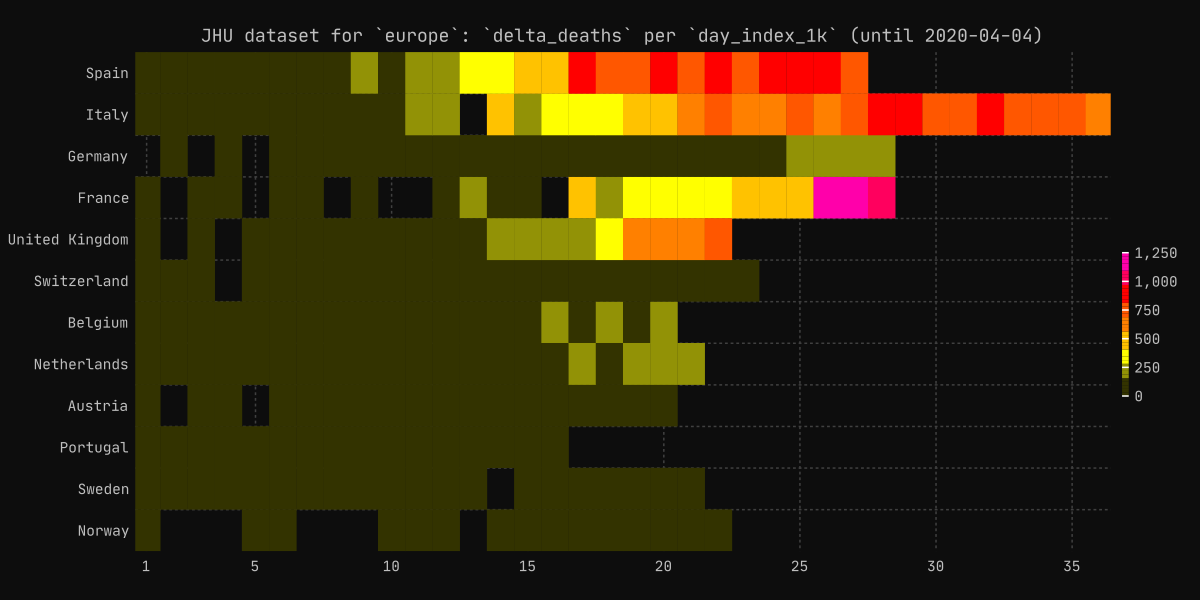 JHU dataset for `europe`: `delta_deaths` per `day_index_1k` (until 2020-04-04)
Spain
Italy
Germany
France
United Kingdom
Switzerland
Belgium
Netherlands
Austria
Portugal
Sweden
Norway
1 5 10 15 20 25 30 35
1,250
1,000
750
500
250
0